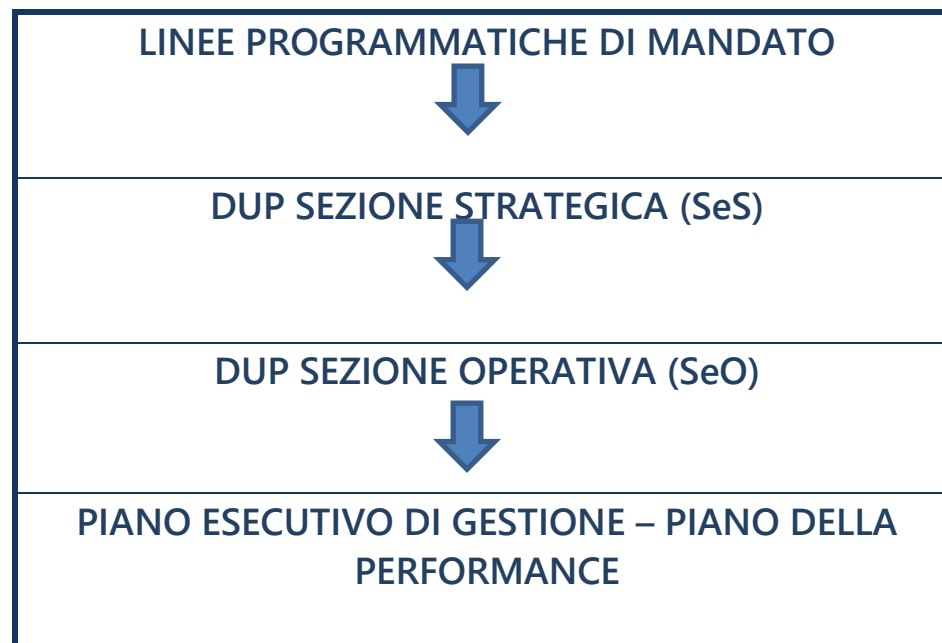 LINEE PROGRAMMATICHE DI MANDATO
DUP SEZIONE STRATEGICA (SeS)
DUP SEZIONE OPERATIVA (SeO)
PIANO ESECUTIVO DI GESTIONE – PIANO DELLA
PERFORMANCE